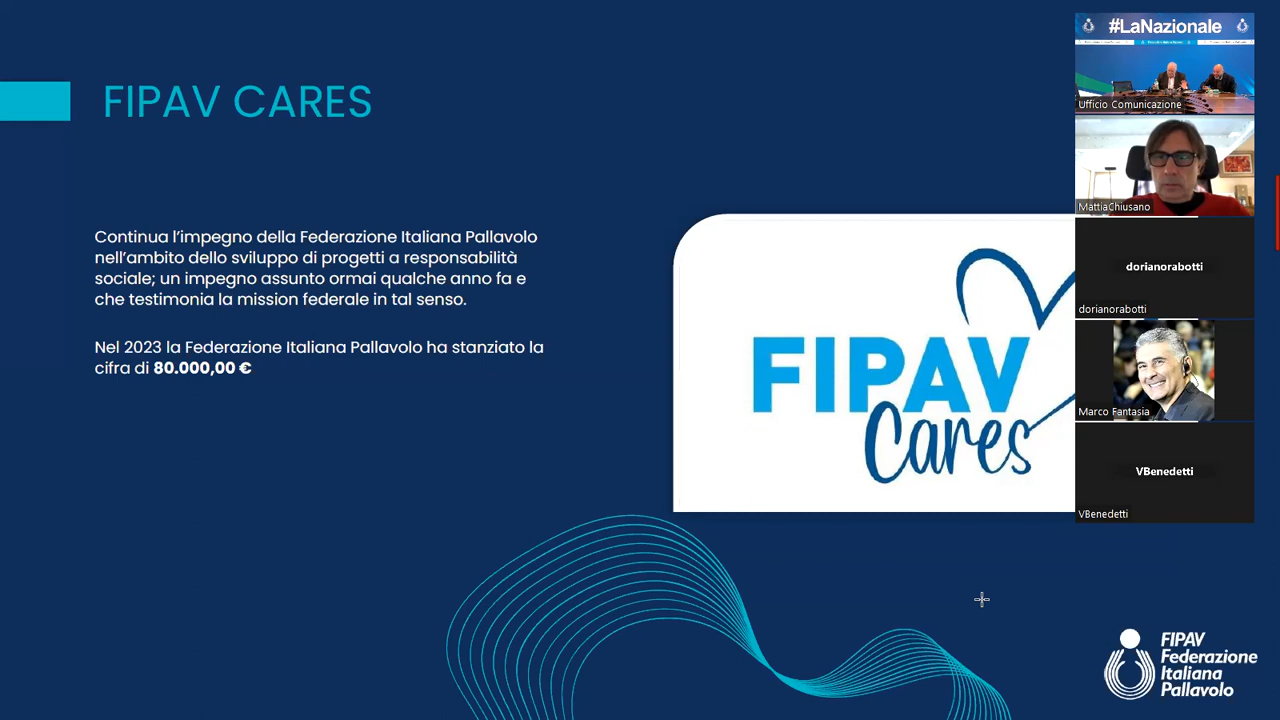 FIPAV CARES
Continua l’impegno della Federazione Italiana Pallavolo
nell’ambito dello sviluppo di progetti a responsabilità
sociale; un impegno assunto ormai qualche anno fa e
che testimonia la mission federale in tal senso.
Nel 2023 la Federazione Italiana Pallavolo ha stanziato la
cifra di 80.000,00 €
FIPAV
Cares
#LaNazionale
Ufficio Comunicazione
MattiaChiusano
dorianorabotti
dorianorabotti
Marco Fantasia
VBenedetti
VBenedetti
FIPAV
Federazione
Italiana
Pallavolo